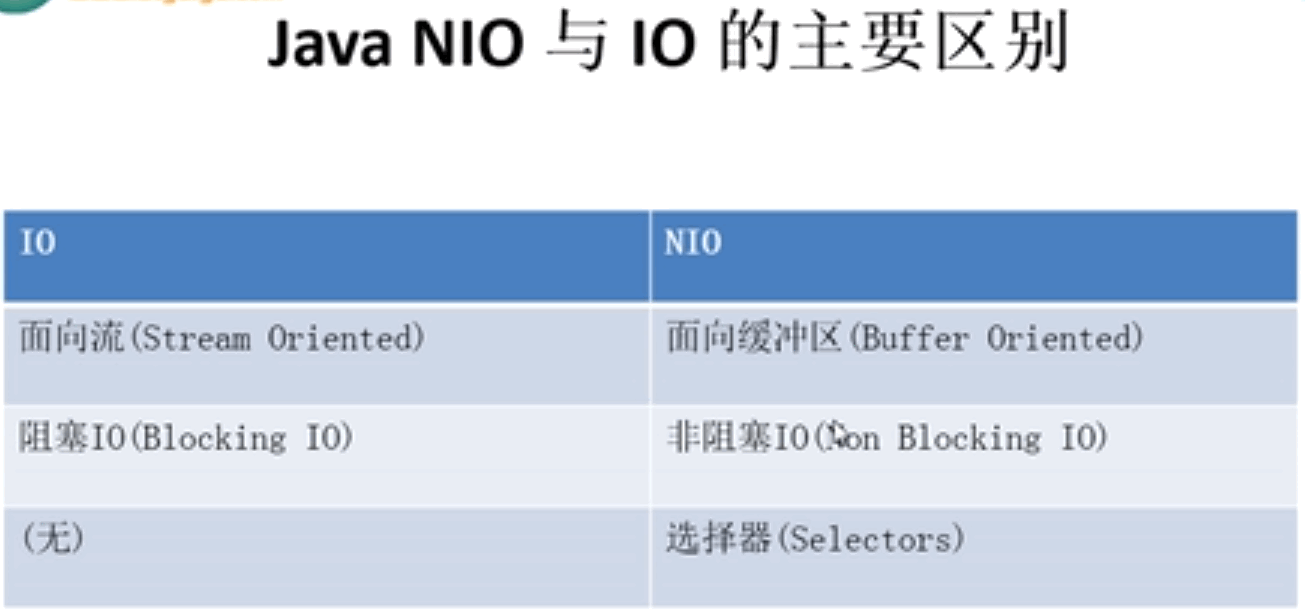 Java NIO 与 IO 的主要区别
IO
NIO
面向流(Stream Oriented)
面向缓冲区(Buffer Oriented)
阻塞IO(Blocking IO)
非阻塞IO(Non Blocking IO)
(无)
选择器(Selectors)